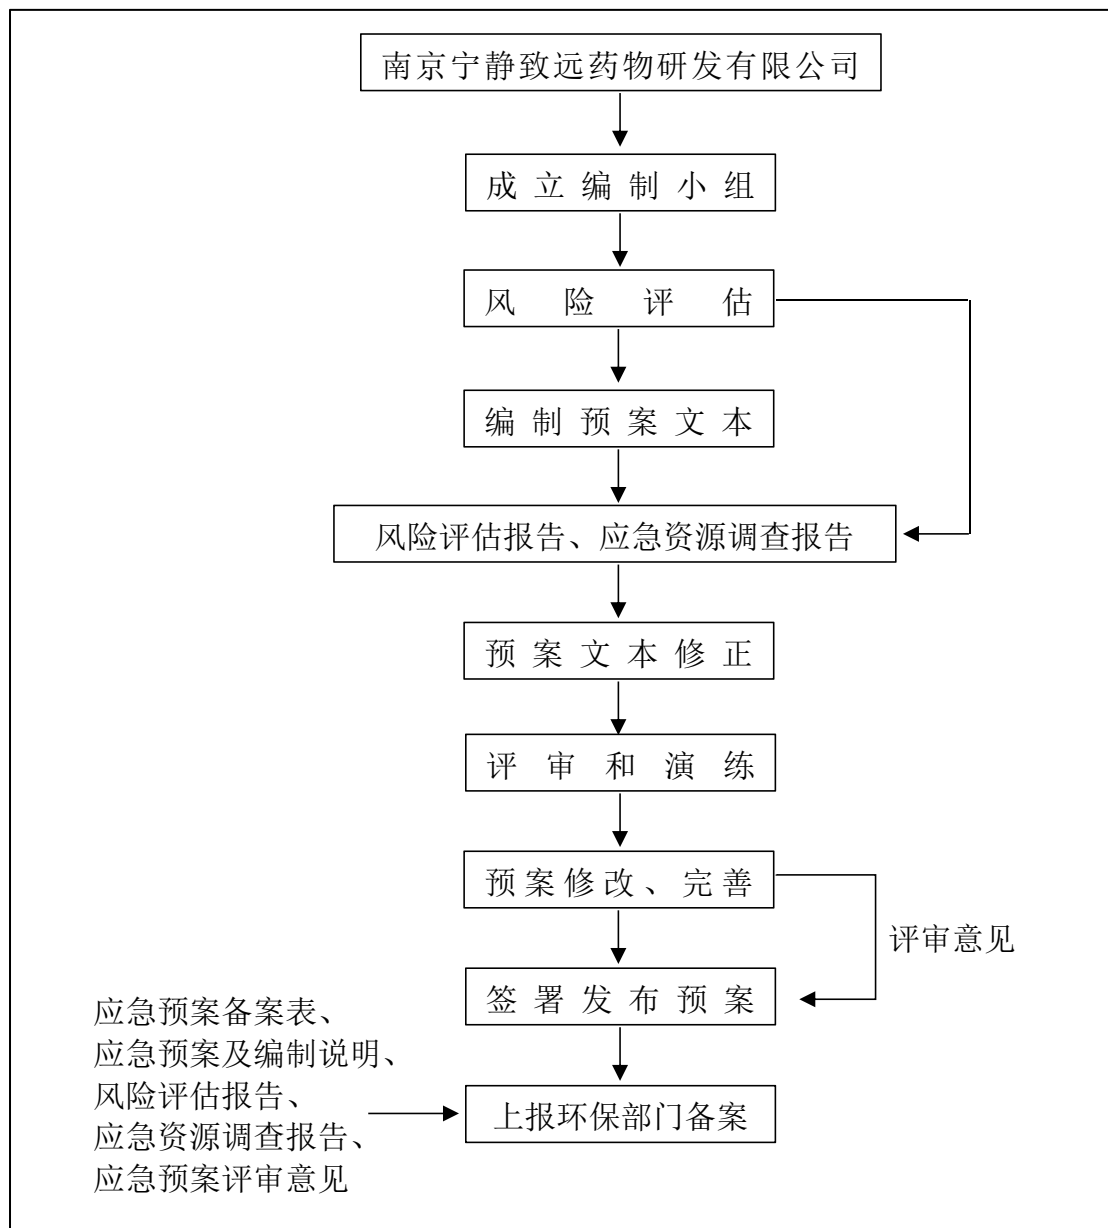 南京宁静致远药物研发有限公司
成立编制小组
风险评估
编制预案文本
风险评估报告、应急资源调查报告
预案文本修正
评审和演练
预案修改、完善
评审意见
签署发布预案
应急预案备案表、
应急预案及编制说明、
风险评估报告、
应急资源调查报告、
应急预案评审意见
上报环保部门备案